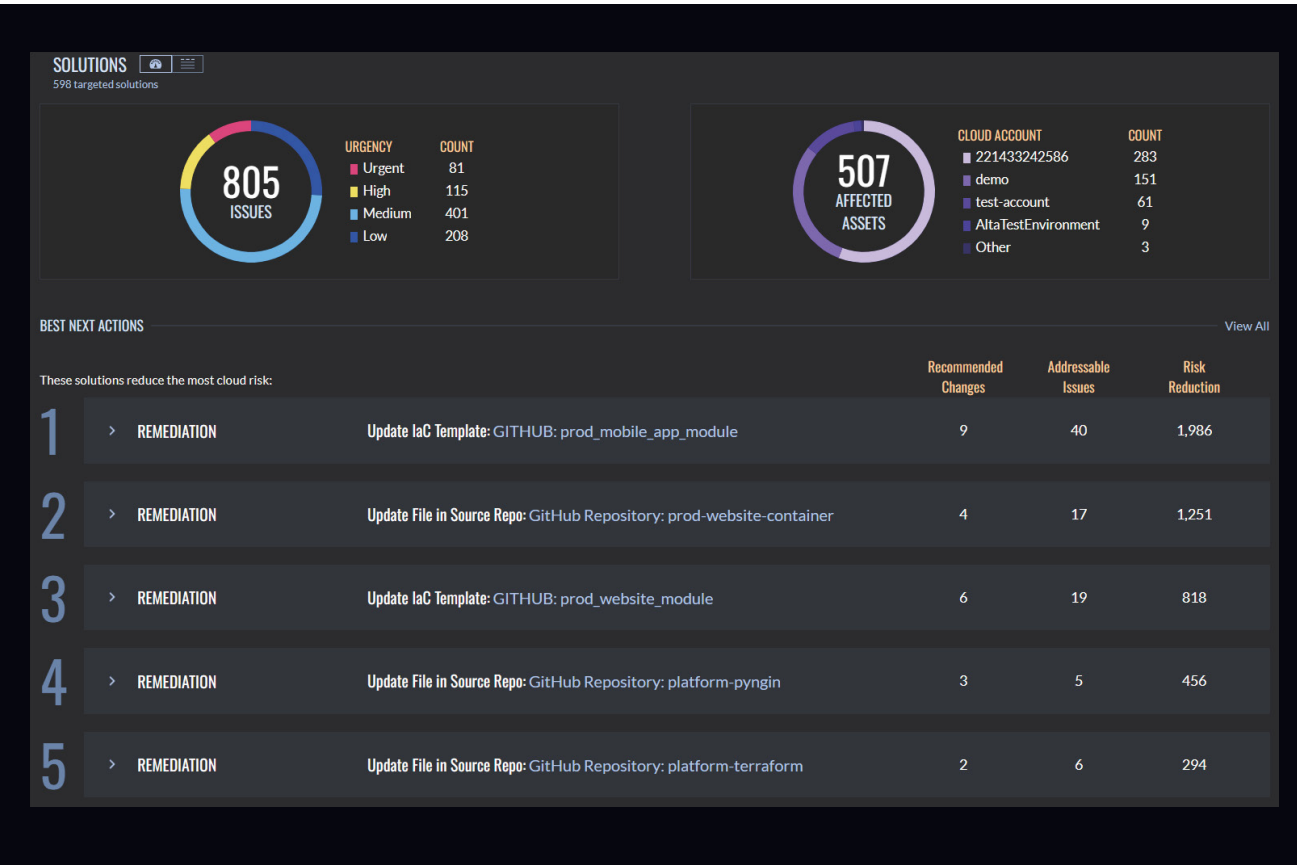 SOLUTIONS
598 targeted solutions
805
ISSUES
URGENCY COUNT
Urgent 81
High 115
Medium 401
Low 208
507
AFFECTED
ASSETS
CLOUD ACCOUNT COUNT
221433242586 283
demo 151
test-account 61
AltaTestEnvironment 9
Other 3
BEST NEXT ACTIONS View All
These solutions reduce the most cloud risk:
Recommended Changes Addressable Issues Risk Reduction
1 > REMEDIATION Update IaC Template: GITHUB: prod_mobile_app_module 9 40 1,986
2 > REMEDIATION Update File in Source Repo: GitHub Repository: prod-website-container 4 17 1,251
3 > REMEDIATION Update IaC Template: GITHUB: prod_website_module 6 19 818
4 > REMEDIATION Update File in Source Repo: GitHub Repository: platform-pyngin 3 5 456
5 > REMEDIATION Update File in Source Repo: GitHub Repository: platform-terraform 2 6 294